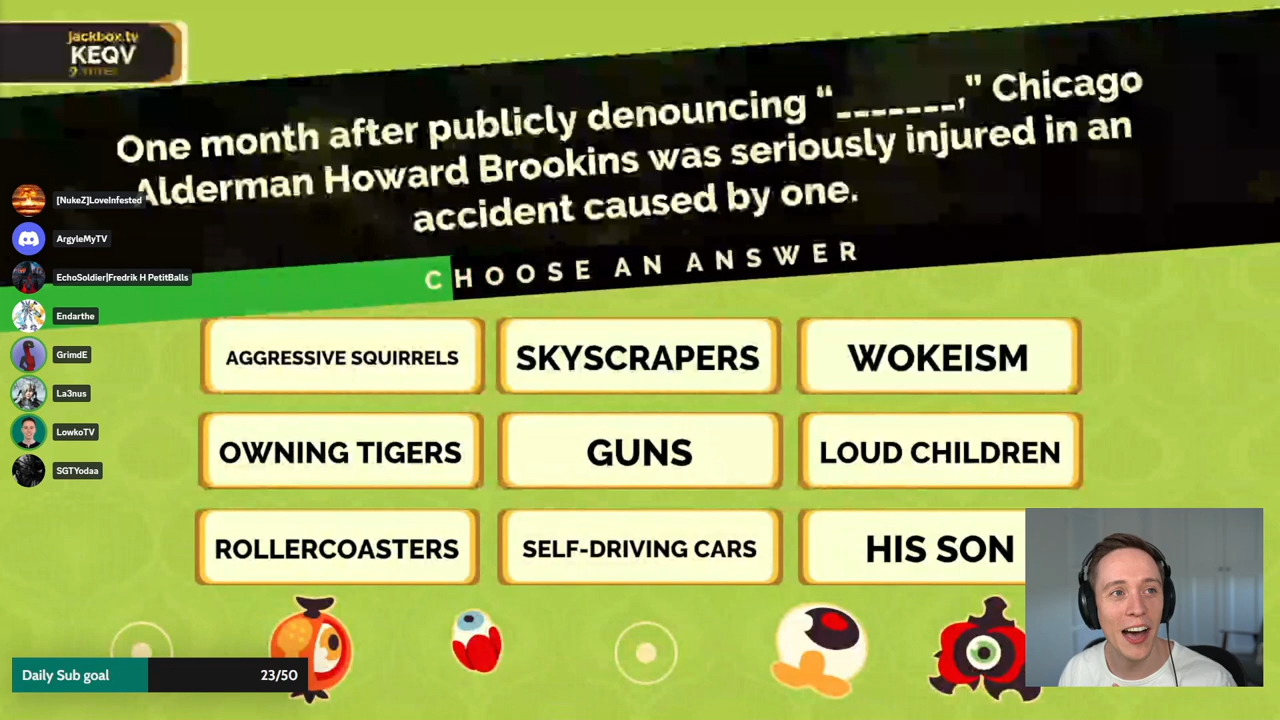 jackbox.tv
KEQV
One month after publicly denouncing “_______,” Chicago
Alderman Howard Brookins was seriously injured in an
accident caused by one.
CHOOSE AN ANSWER
[NukeZ]LoveInfested
ArgyleMyTV
EchoSoldier|Fredrik H PetitBalls
Endarthe
GrimdE
La3nus
LowkoTV
SGTYodaa
AGGRESSIVE SQUIRRELS
SKYSCRAPERS
WOKEISM
OWNING TIGERS
GUNS
LOUD CHILDREN
ROLLERCOASTERS
SELF-DRIVING CARS
HIS SON
Daily Sub goal
23/50